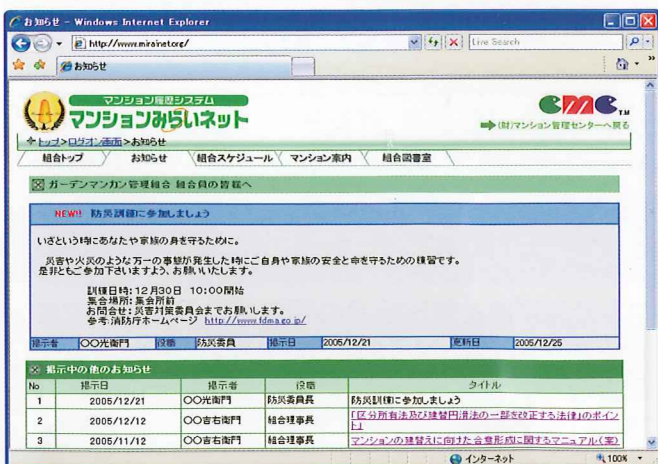 お知らせ - Windows Internet Explorer
http://www.mirainet.org/
Live Search
お知らせ
マンション履歴システム
マンションみらいネット
CMC TM
(財)マンション管理センターへ戻る
トップ>ログオン画面>お知らせ
組合トップ お知らせ 組合スケジュール マンション案内 組合図書室
ガーデンマンカン管理組合 組合員の皆様へ
NEW!! 防災訓練に参加しましょう
いざという時にあなたや家族の身を守るために。
災害や火災のような万一の事態が発生した時にご自身や家族の安全と命を守るための練習です。
是非ともご参加下さいますよう、お願いいたします。
訓練日時:12月30日 10:00開始
集合場所:集会所前
お問合せ:災害対策委員会までお願いします。
参考:消防庁ホームページ http://www.fdma.go.jp/
掲示者 〇〇光衛門 役職 防災委員 掲示日 2005/12/21 更新日 2005/12/25
掲示中の他のお知らせ
No 掲示日 掲示者 役職 タイトル
1 2005/12/21 〇〇光衛門 防災委員長 防災訓練に参加しましょう
2 2005/12/12 〇〇吉右衛門 組合理事長 「区分所有法及び建替円滑法の一部を改正する法律」のポイント
3 2005/11/12 〇〇吉右衛門 組合理事長 マンションの建替えに向けた合意形成に関するマニュアル(案)
インターネット 100%